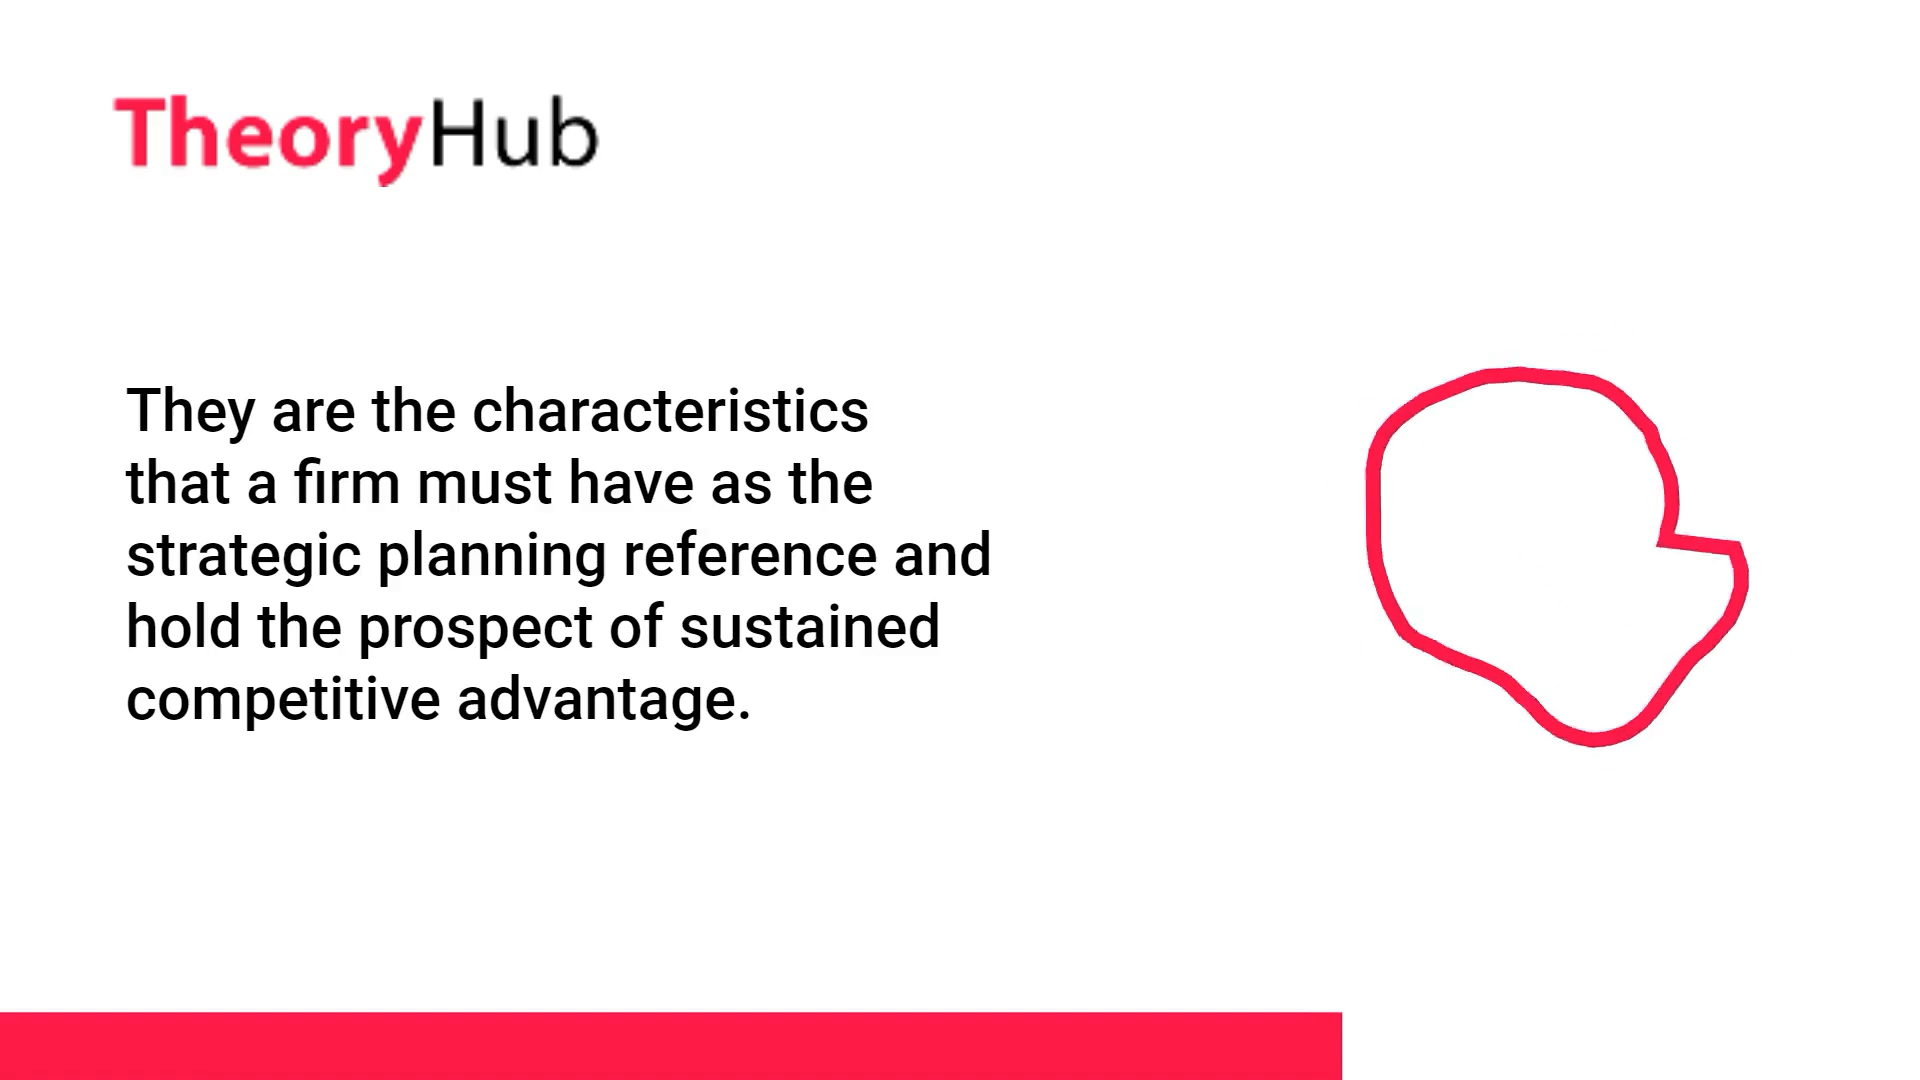 TheoryHub
They are the characteristics
that a firm must have as the
strategic planning reference and
hold the prospect of sustained
competitive advantage.